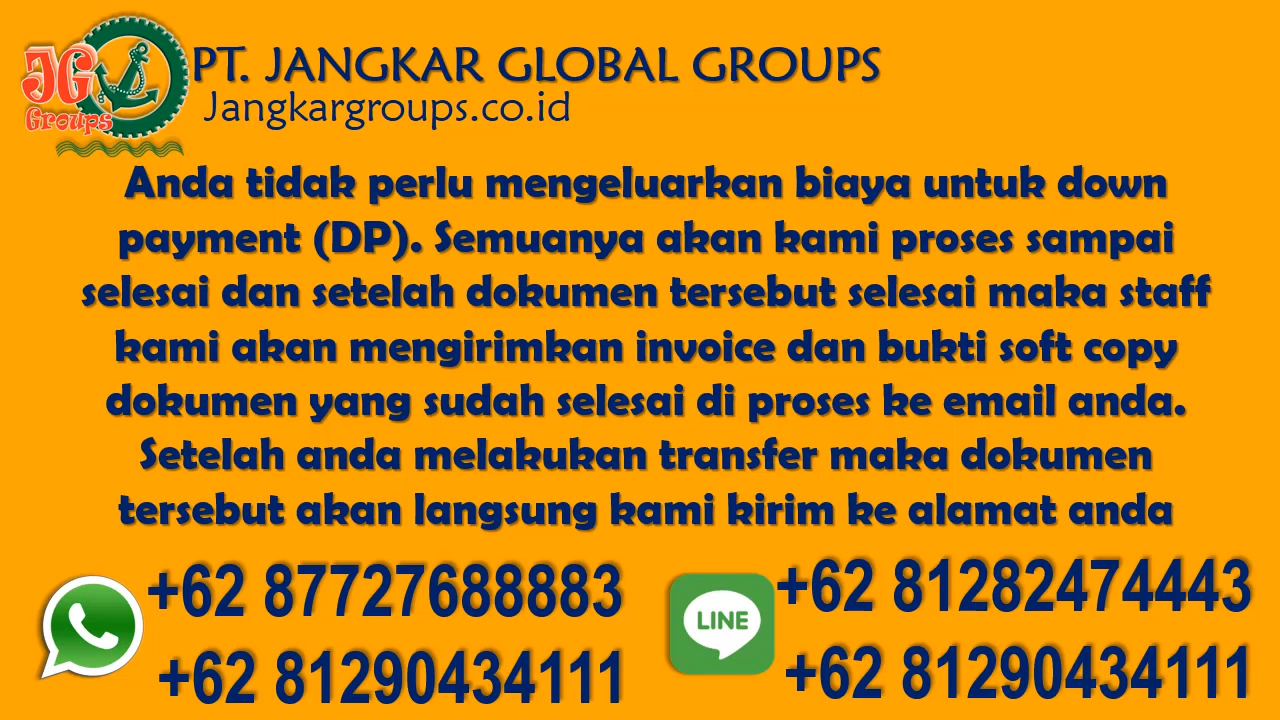 JG
Groups
PT. JANGKAR GLOBAL GROUPS
Jangkargroups.co.id
Anda tidak perlu mengeluarkan biaya untuk down
payment (DP). Semuanya akan kami proses sampai
selesai dan setelah dokumen tersebut selesai maka staff
kami akan mengirimkan invoice dan bukti soft copy
dokumen yang sudah selesai di proses ke email anda.
Setelah anda melakukan transfer maka dokumen
tersebut akan langsung kami kirim ke alamat anda
+62 87727688883
+62 81290434111
LINE
+62 81282474443
+62 81290434111